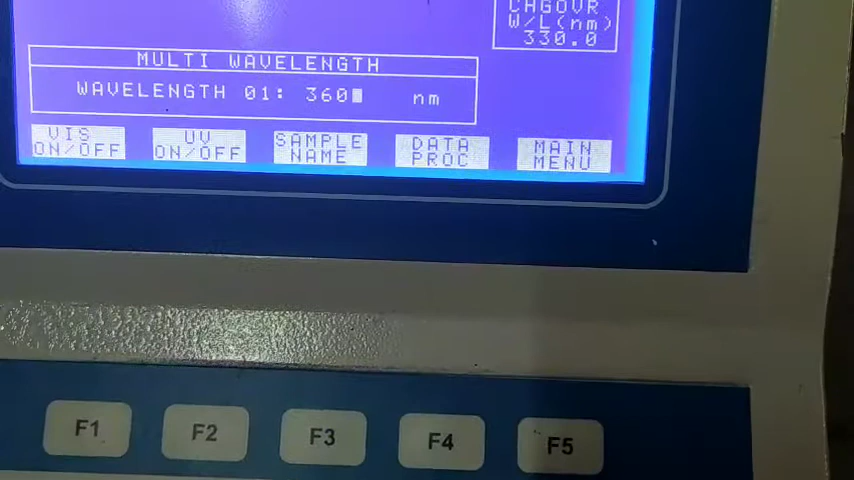 CHGOVR
W/L(nm)
330.0
MULTI WAVELENGTH
WAVELENGTH 01: 360 nm
VIS ON/OFF
UV ON/OFF
SAMPLE NAME
DATA PROC
MAIN MENU
F1 F2 F3 F4 F5